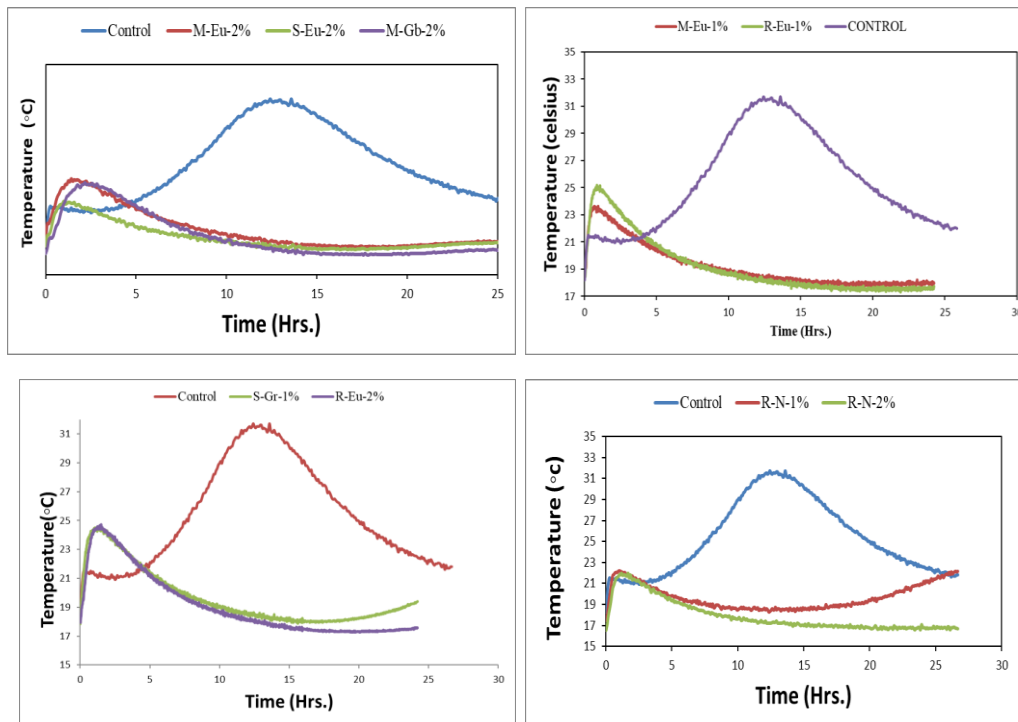 Control M-Eu-2% S-Eu-2% M-Gb-2%
Temperature (◦C)
0 5 10 15 20 25
Time (Hrs.)
M-Eu-1% R-Eu-1% CONTROL
Temperature (celsius)
35
33
31
29
27
25
23
21
19
17
0 5 10 15 20 25 30
Time (Hrs.)
Control S-Gr-1% R-Eu-2%
Temperature(◦C)
31
29
27
25
23
21
19
17
15
0 5 10 15 20 25 30
Time (Hrs.)
Control R-N-1% R-N-2%
Temperature (◦c)
35
33
31
29
27
25
23
21
19
17
15
0 5 10 15 20 25 30
Time (Hrs.)